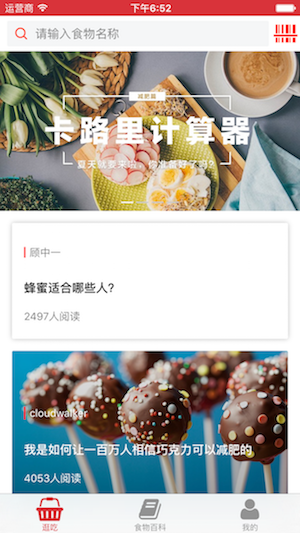 运营商 下午6:52
请输入食物名称
减肥篇
卡路里计算器
夏天就要来啦，你准备好了吗？
顾中一
蜂蜜适合哪些人?
2497人阅读
cloudwalker
我是如何让一百万人相信巧克力可以减肥的
4053人阅读
逛吃 食物百科 我的